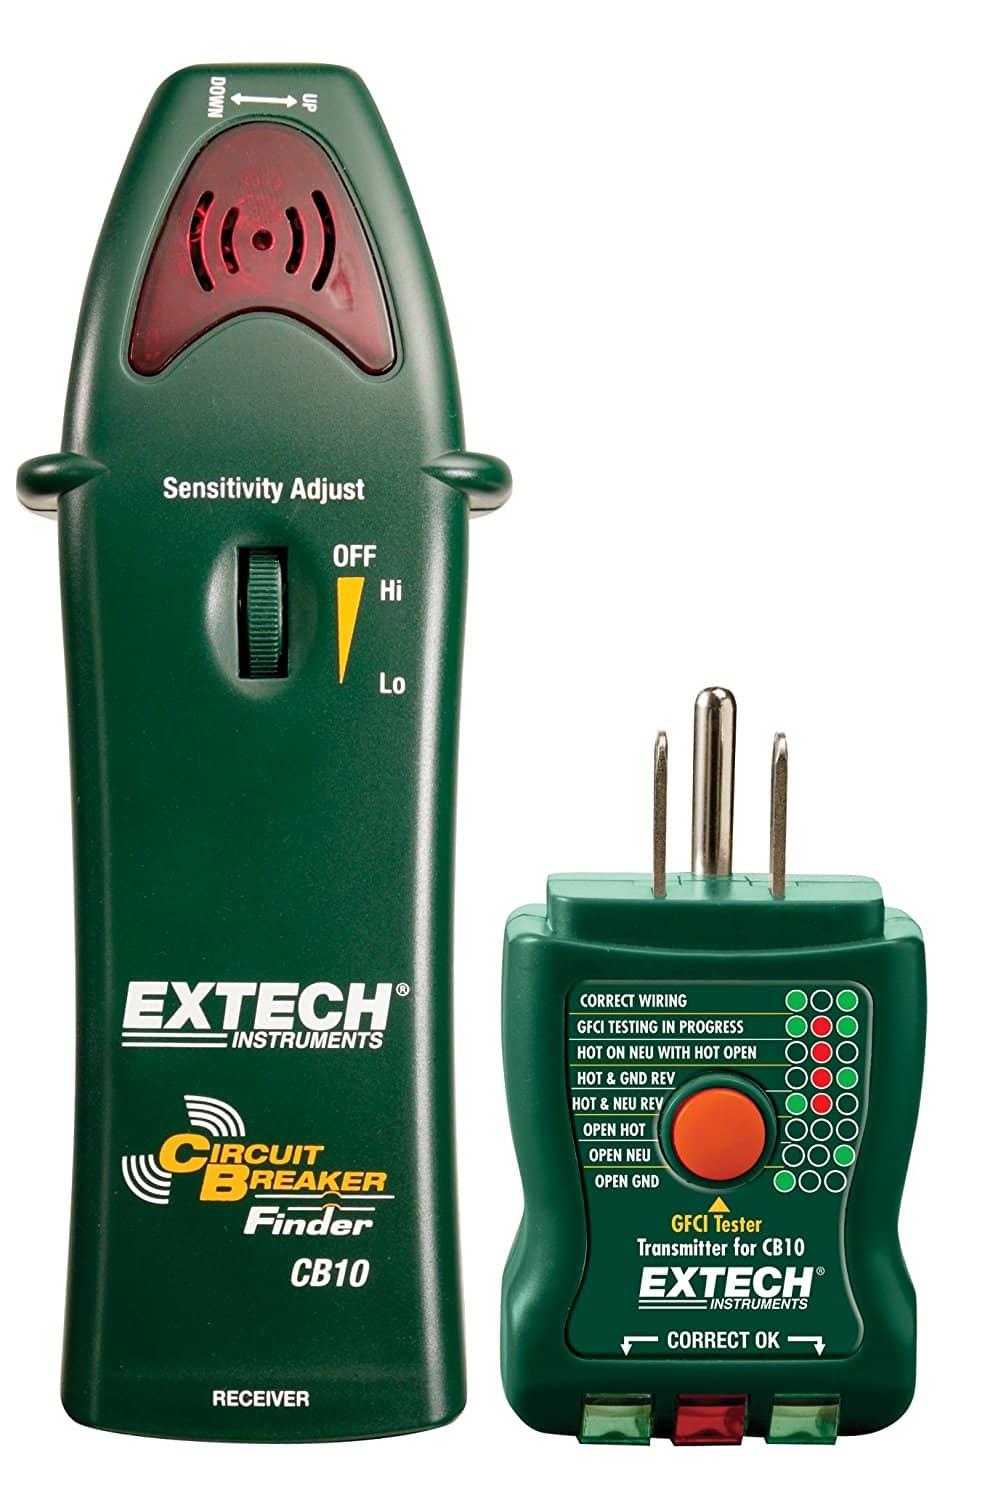 DOWN
UP
Sensitivity Adjust
OFF
Hi
Lo
EXTECH®
INSTRUMENTS
CIRCUIT
BREAKER
Finder
CB10
RECEIVER
CORRECT WIRING
GFCI TESTING IN PROGRESS
HOT ON NEU WITH HOT OPEN
HOT & GND REV
HOT & NEU REV
OPEN HOT
OPEN NEU
OPEN GND
GFCI Tester
Transmitter for CB10
EXTECH®
INSTRUMENTS
CORRECT OK